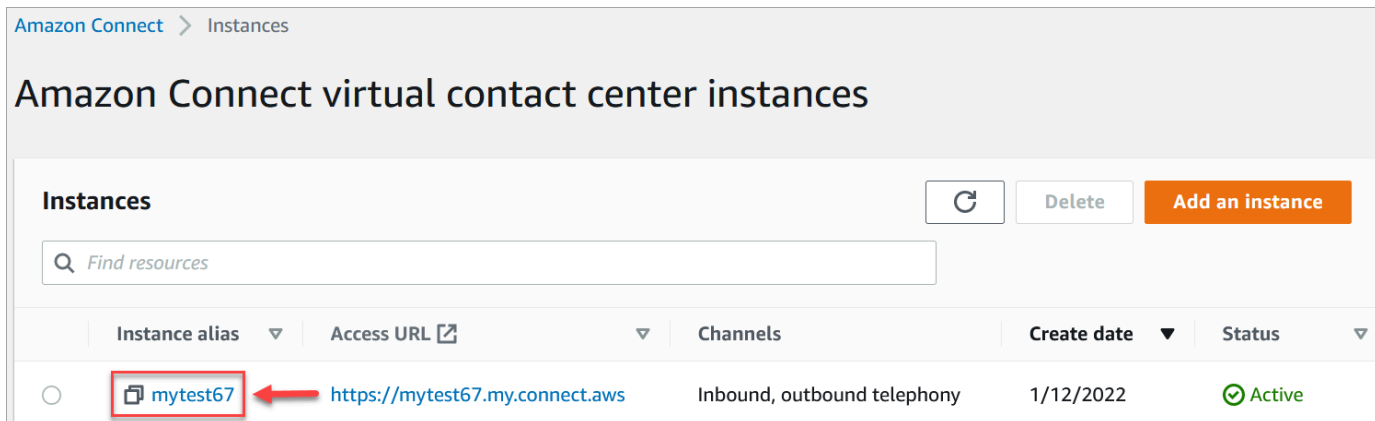 Amazon Connect > Instances
Amazon Connect virtual contact center instances
Instances
Delete
Add an instance
Find resources
Instance alias Access URL Channels Create date Status
mytest67 https://mytest67.my.connect.aws Inbound, outbound telephony 1/12/2022 Active